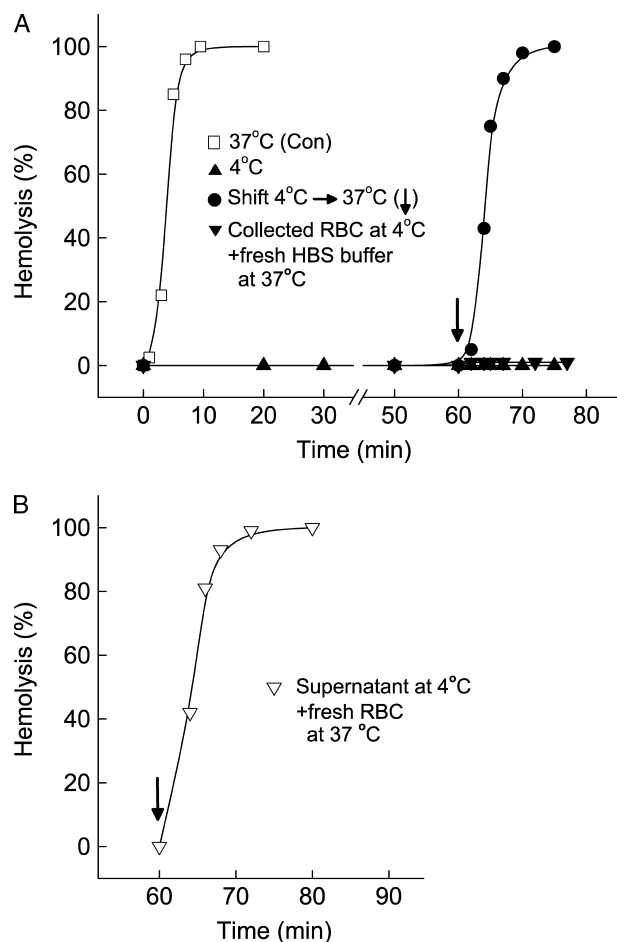 A
100
80
60
40
20
0
Hemolysis (%)
37°C (Con)
4°C
Shift 4°C → 37°C (↓)
Collected RBC at 4°C
+fresh HBS buffer
at 37°C
0 10 20 30 50 60 70 80
Time (min)
B
100
80
60
40
20
0
Hemolysis (%)
Supernatant at 4°C
+fresh RBC
at 37 °C
60 70 80 90
Time (min)